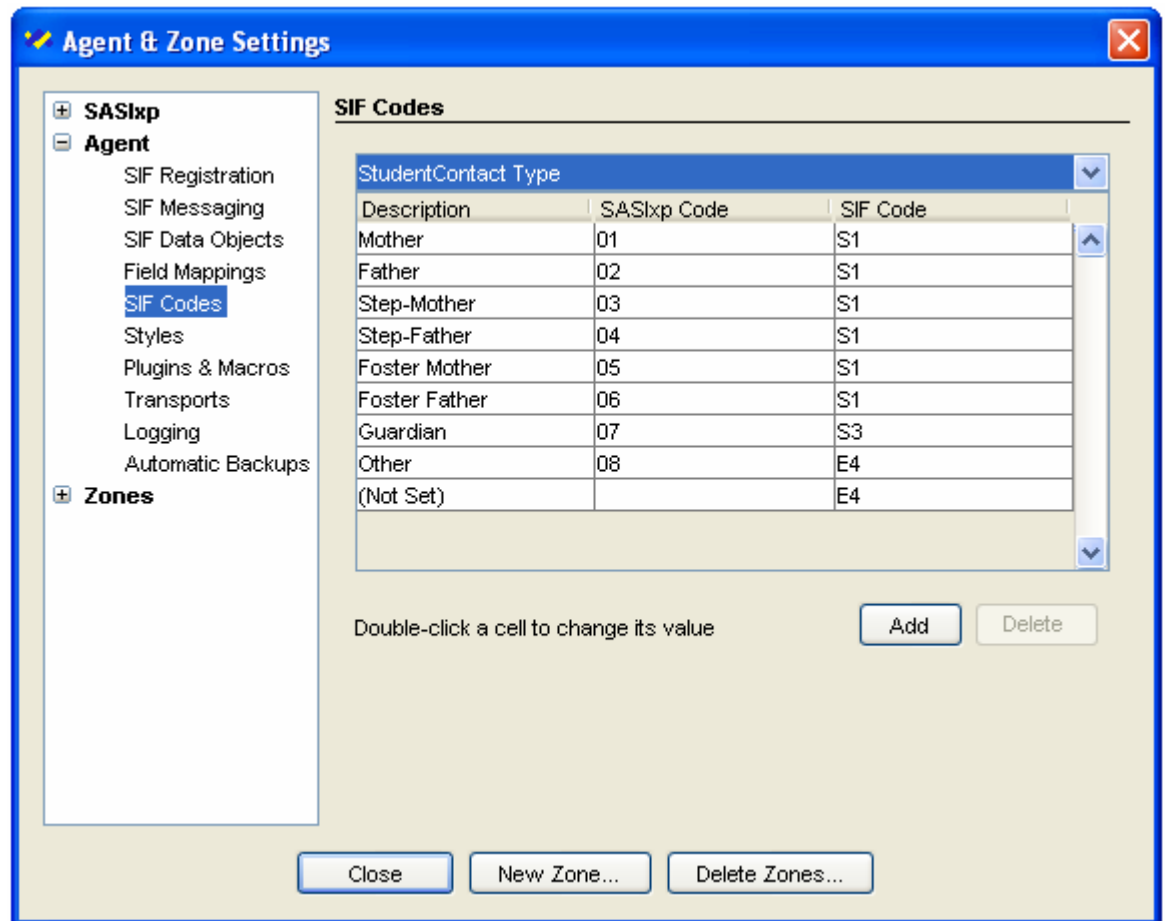 Agent & Zone Settings
SASIxp
Agent
SIF Registration
SIF Messaging
SIF Data Objects
Field Mappings
SIF Codes
Styles
Plugins & Macros
Transports
Logging
Automatic Backups
Zones
SIF Codes
StudentContact Type
Description SASIxp Code SIF Code
Mother 01 S1
Father 02 S1
Step-Mother 03 S1
Step-Father 04 S1
Foster Mother 05 S1
Foster Father 06 S1
Guardian 07 S3
Other 08 E4
(Not Set) E4
Double-click a cell to change its value
Add Delete
Close New Zone... Delete Zones...